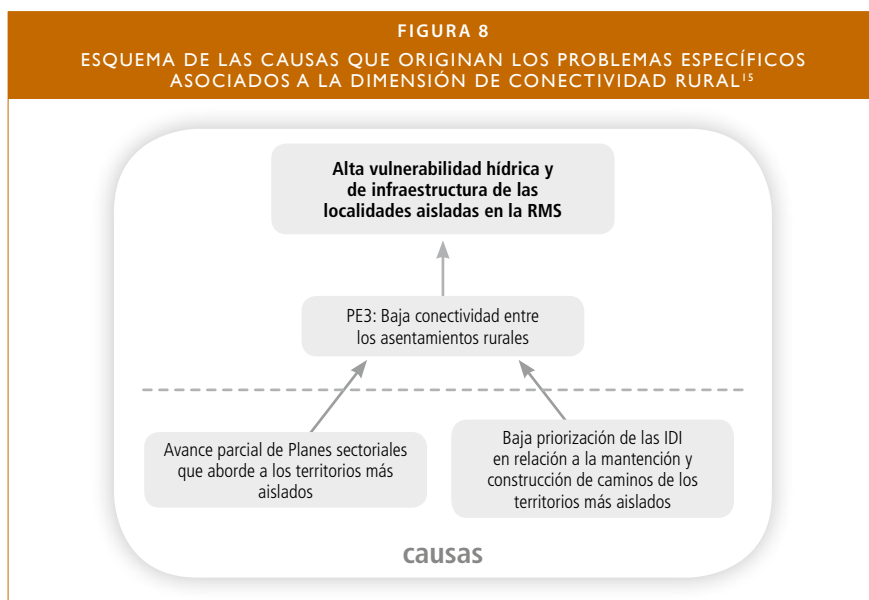 FIGURA 8
ESQUEMA DE LAS CAUSAS QUE ORIGINAN LOS PROBLEMAS ESPECÍFICOS
ASOCIADOS A LA DIMENSIÓN DE CONECTIVIDAD RURAL¹⁵
Alta vulnerabilidad hídrica y
de infraestructura de las
localidades aisladas en la RMS
PE3: Baja conectividad entre
los asentamientos rurales
Avance parcial de Planes sectoriales
que aborde a los territorios más
aislados
Baja priorización de las IDI
en relación a la mantención y
construcción de caminos de los
territorios más aislados
causas